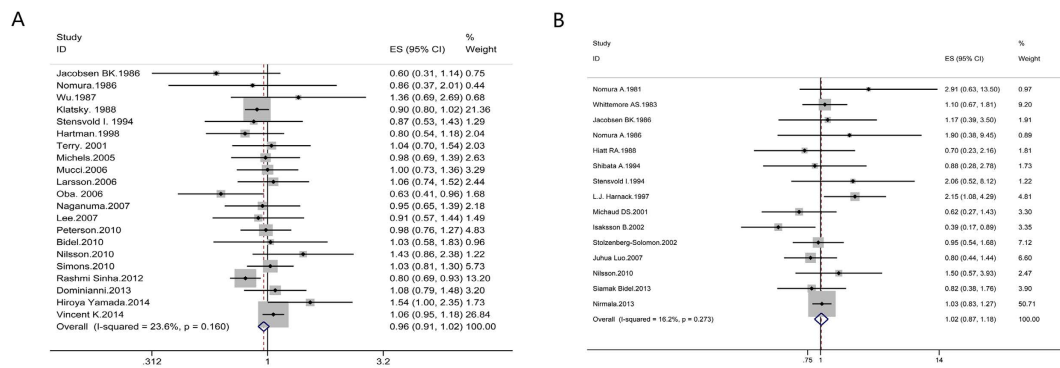 A
Study %
ID ES (95% CI) Weight
Jacobsen BK.1986 0.60 (0.31, 1.14) 0.75
Nomura.1986 0.86 (0.37, 2.01) 0.44
Wu.1987 1.36 (0.69, 2.69) 0.68
Klatsky. 1988 0.90 (0.80, 1.02) 21.36
Stensvold I. 1994 0.87 (0.53, 1.43) 1.29
Hartman.1998 0.80 (0.54, 1.18) 2.04
Terry. 2001 1.04 (0.70, 1.54) 2.03
Michels.2005 0.98 (0.69, 1.39) 2.63
Mucci.2006 1.00 (0.73, 1.36) 3.29
Larsson.2006 1.06 (0.74, 1.52) 2.44
Oba. 2006 0.63 (0.41, 0.96) 1.68
Naganuma.2007 0.95 (0.65, 1.39) 2.18
Lee.2007 0.91 (0.57, 1.44) 1.49
Peterson.2010 0.98 (0.76, 1.27) 4.83
Bidel.2010 1.03 (0.58, 1.83) 0.96
Nilsson.2010 1.43 (0.86, 2.38) 1.22
Simons.2010 1.03 (0.81, 1.30) 5.73
Rashmi Sinha.2012 0.80 (0.69, 0.93) 13.20
Dominianni.2013 1.08 (0.79, 1.48) 3.20
Hiroya Yamada.2014 1.54 (1.00, 2.35) 1.73
Vincent K.2014 1.06 (0.95, 1.18) 26.84
Overall (I-squared = 23.6%, p = 0.160) 0.96 (0.91, 1.02) 100.00
.312 1 3.2
B
Study %
ID ES (95% CI) Weight
Nomura A.1981 2.91 (0.63, 13.50) 0.97
Whittemore AS.1983 1.10 (0.67, 1.81) 9.20
Jacobsen BK.1986 1.17 (0.39, 3.50) 1.91
Nomura A.1986 1.90 (0.38, 9.45) 0.89
Hiatt RA.1988 0.70 (0.23, 2.16) 1.81
Shibata A.1994 0.88 (0.28, 2.78) 1.73
Stensvold I.1994 2.06 (0.52, 8.12) 1.22
L.J. Harnack.1997 2.15 (1.08, 4.29) 4.81
Michaud DS.2001 0.62 (0.27, 1.43) 3.30
Isaksson B.2002 0.39 (0.17, 0.89) 3.35
Stolzenberg-Solomon.2002 0.95 (0.54, 1.68) 7.12
Juhua Luo.2007 0.80 (0.44, 1.44) 6.60
Nilsson.2010 1.50 (0.57, 3.93) 2.47
Siamak Bidel.2013 0.82 (0.38, 1.76) 3.90
Nirmala.2013 1.03 (0.83, 1.27) 50.71
Overall (I-squared = 16.2%, p = 0.273) 1.02 (0.87, 1.18) 100.00
.75 1 14